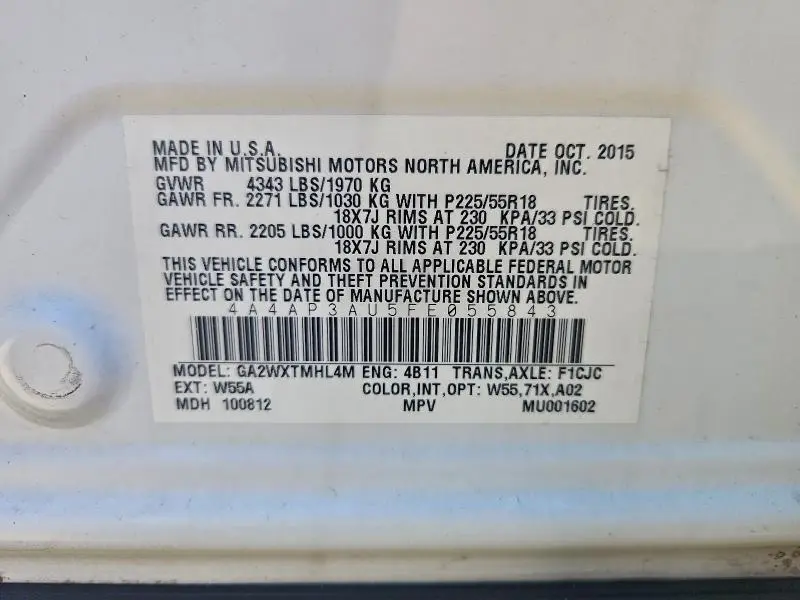 MADE IN U.S.A. DATE OCT. 2015
MFD BY MITSUBISHI MOTORS NORTH AMERICA, INC.
GVWR 4343 LBS/1970 KG
GAWR FR. 2271 LBS/1030 KG WITH P225/55R18 TIRES.
18X7J RIMS AT 230 KPA/33 PSI COLD.
GAWR RR. 2205 LBS/1000 KG WITH P225/55R18 TIRES.
18X7J RIMS AT 230 KPA/33 PSI COLD.
THIS VEHICLE CONFORMS TO ALL APPLICABLE FEDERAL MOTOR
VEHICLE SAFETY AND THEFT PREVENTION STANDARDS IN
EFFECT ON THE DATE OF MANUFACTURE SHOWN ABOVE.
4A4AP3AU5FE055843
MODEL: GA2WXTMHL4M ENG: 4B11 TRANS,AXLE: F1CJC
EXT: W55A COLOR,INT,OPT: W55,71X,A02
MDH 100812 MPV MU001602